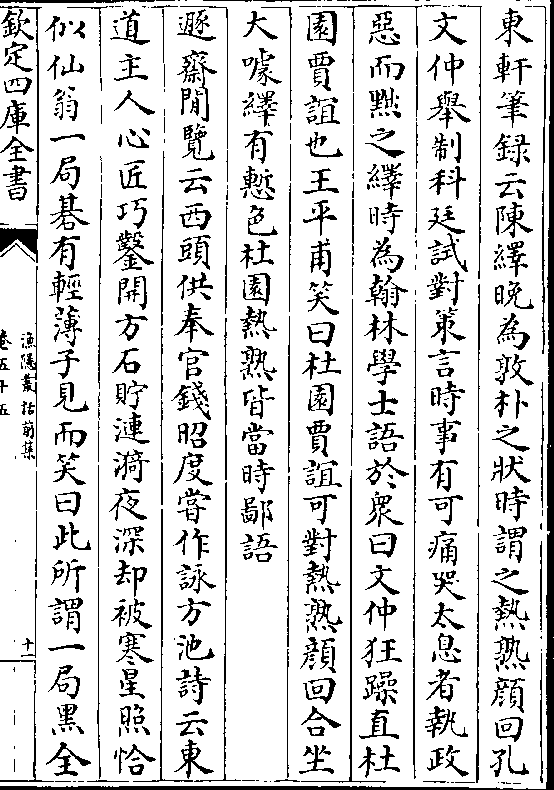 東軒筆録云陳繹晚為敦朴之狀時謂之熱熟顔回孔
文仲舉制科廷試對策言時事有可痛哭太息者執政
惡而黜之繹時為翰林學士語於衆曰文仲狂躁直杜
園賈誼也王平甫笑曰杜園賈誼可對熱熟顔回合坐
大噱繹有慙色杜園熱熟皆當時鄙語
遯齋閒覽云西頭供奉官錢昭度嘗作詠方池詩云東
道主人心匠巧鑿開方石貯漣漪夜深却被寒星照恰
似仙翁一局碁有輕薄子見而笑曰此所謂一局黑全
欽定四庫全書
漁隱叢話前集
卷五十五
十一